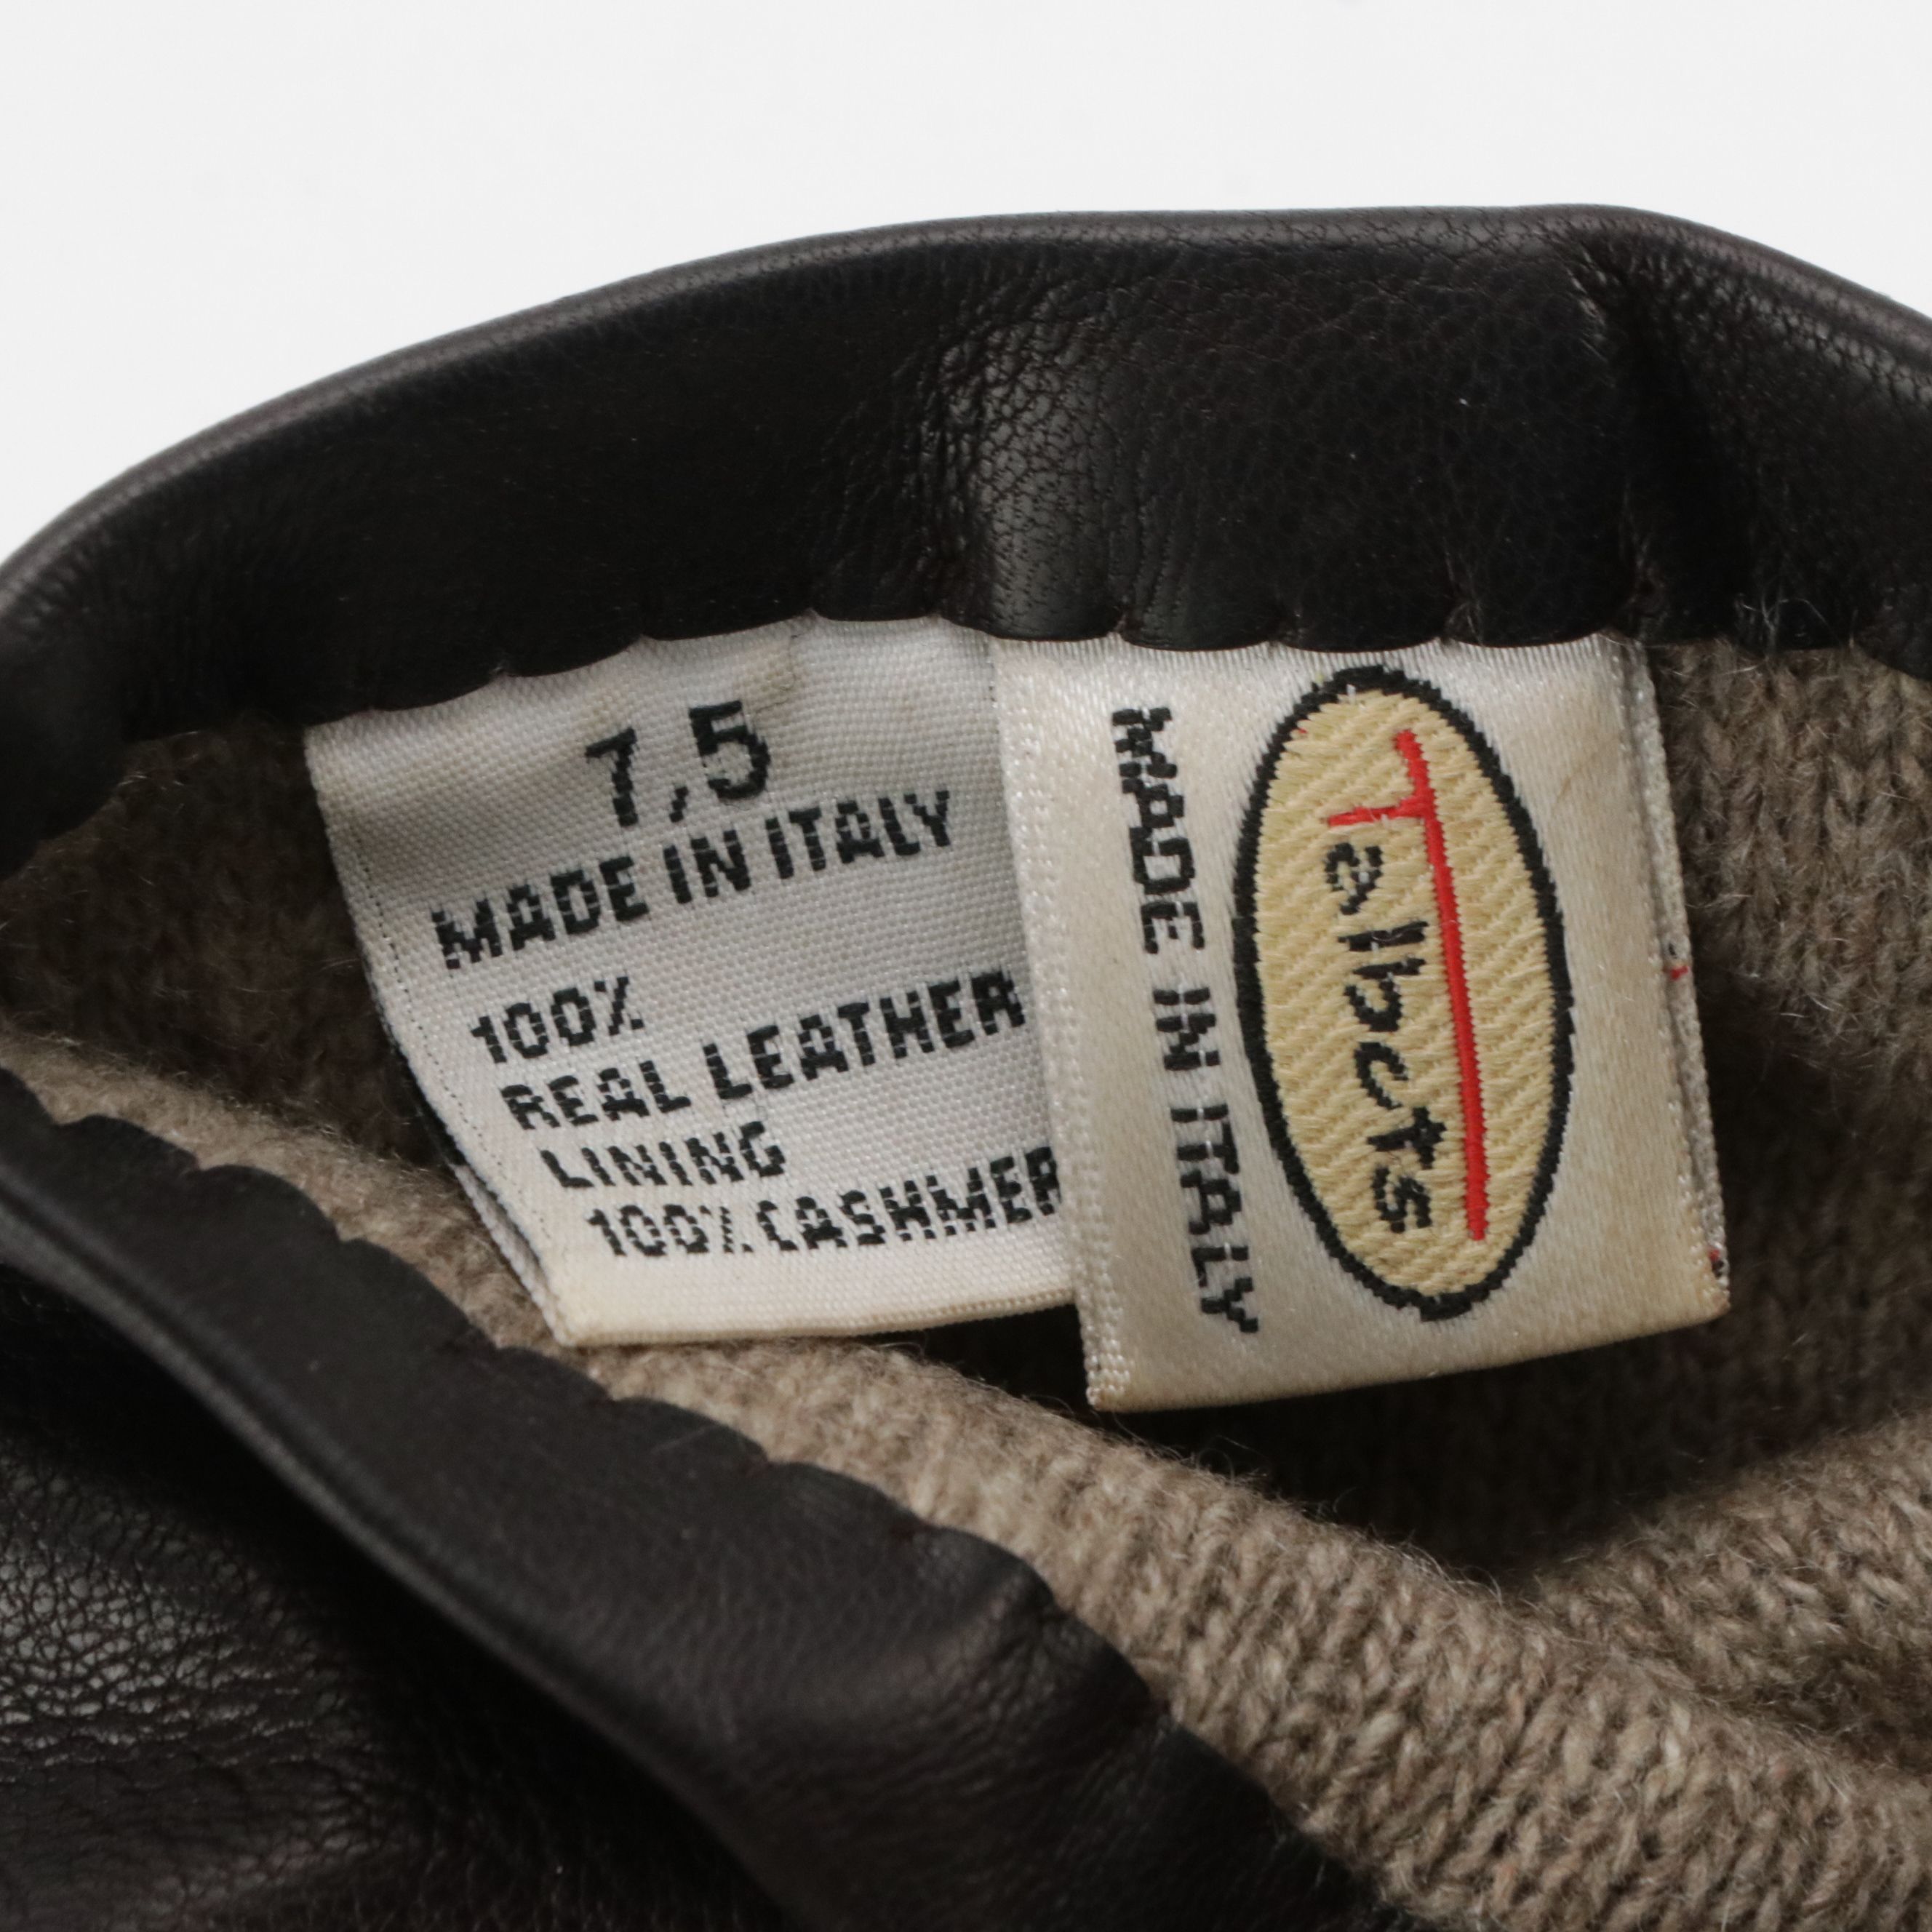 7,5
MADE IN ITALY
100%
REAL LEATHER
LINING
100% CASHMER
Talbots
MADE IN ITALY